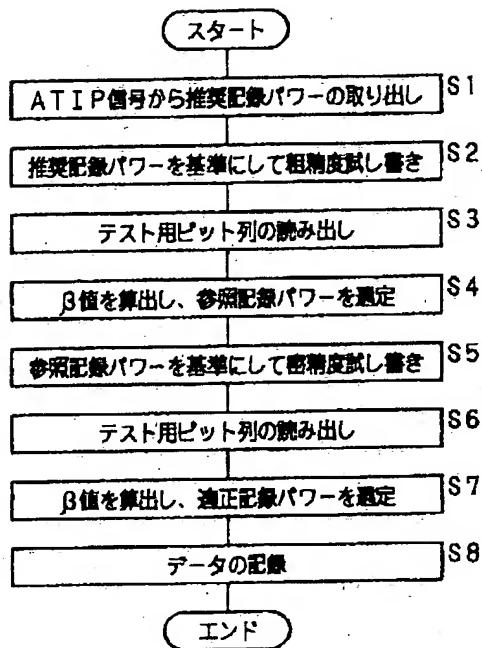 スタート
ATIP信号から推奨記録パワーの取り出し S1
推奨記録パワーを基準にして粗精度試し書き S2
テスト用ピット列の読み出し S3
β値を算出し、参照記録パワーを選定 S4
参照記録パワーを基準にして密精度試し書き S5
テスト用ピット列の読み出し S6
β値を算出し、適正記録パワーを選定 S7
データの記録 S8
エンド